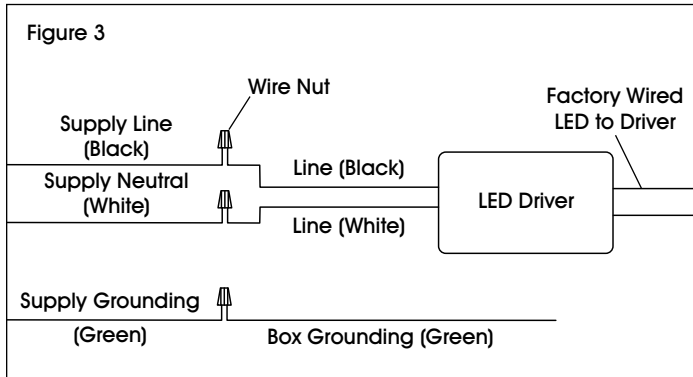 Figure 3
Wire Nut
Factory Wired
LED to Driver
Supply Line
(Black)
Line (Black)
Supply Neutral
(White)
LED Driver
Line (White)
Supply Grounding
(Green)
Box Grounding (Green)